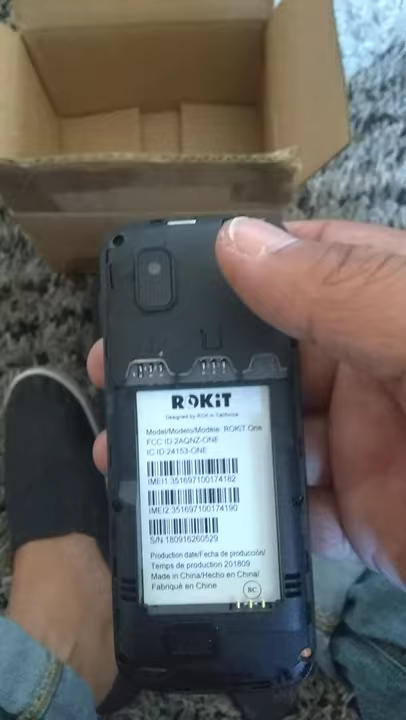 ROKiT
Designed by ROK in California
Model/Modelo/Modèle: ROKiT One
FCC ID:2AQNZ-ONE
IC ID:24153-ONE
IMEI1:351697100174182
IMEI2:351697100174190
S/N:180916260529
Production date/Fecha de producción/
Temps de production 201809
Made in China/Hecho en China/
Fabriqué en Chine